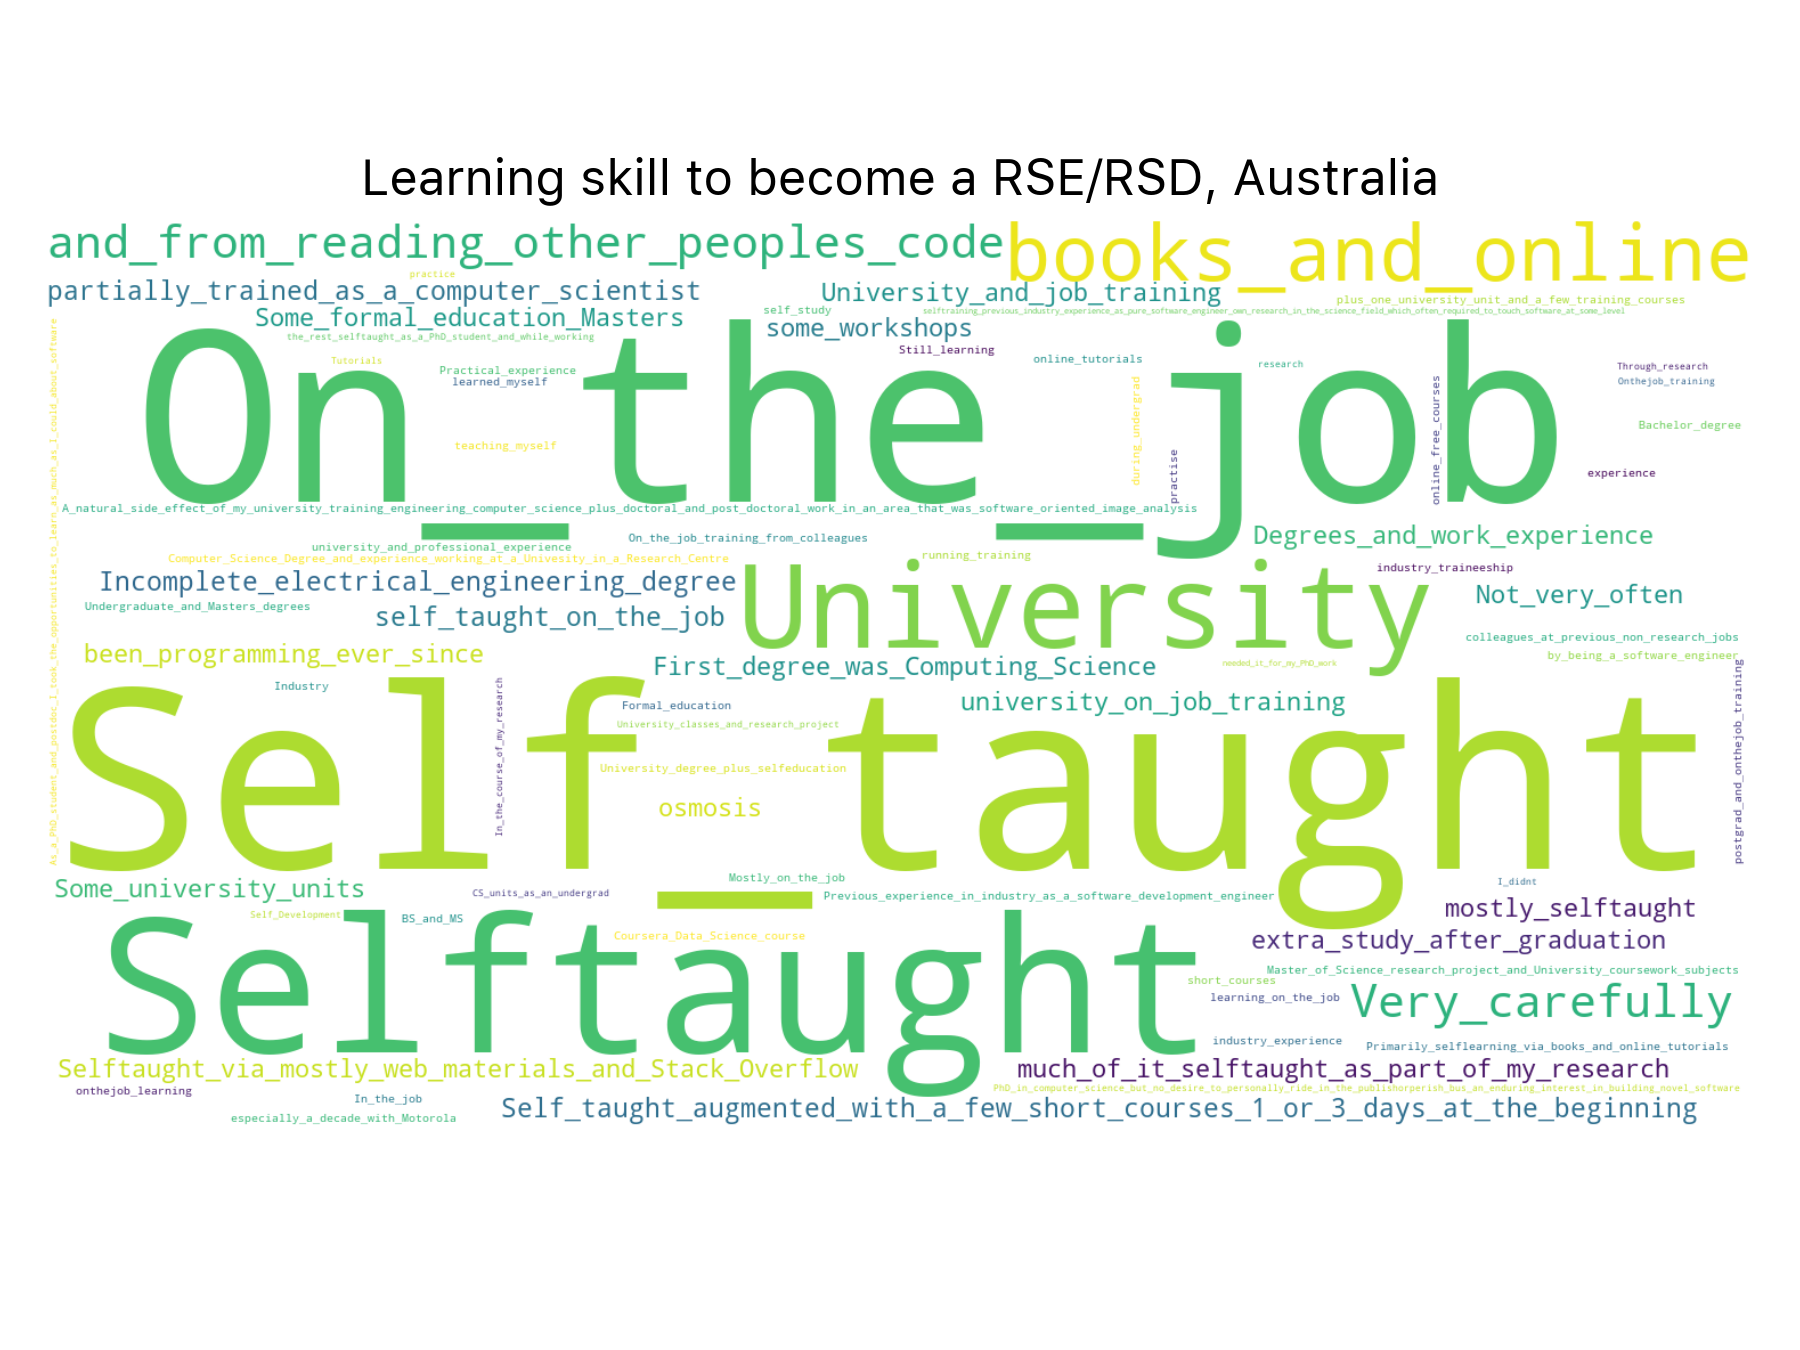 Learning skill to become a RSE/RSD, Australia
and_from_reading_other_peoples_code
books_and_online
practice
partially_trained_as_a_computer_scientist
University_and_job_training
plus_one_university_unit_and_a_few_training_courses
Some_formal_education_Masters
self_study
selftraining_previous_industry_experience_as_pure_software_engineer_own_research_in_the_science_field_which_often_required_to_touch_software_at_some_level
some_workshops
the_rest_selftaught_as_a_PhD_student_and_while_working
Still_learning
Tutorials
online_tutorials
research
Through_research
Practical_experience
learned_myself
Onthejob_training
On_the_job
during_undergrad
online_free_courses
Bachelor_degree
teaching_myself
practise
experience
As_a_PhD_student_and_postdoc_I_took_the_opportunities_to_learn_as_much_as_I_could_about_software
A_natural_side_effect_of_my_university_training_engineering_computer_science_plus_doctoral_and_post_doctoral_work_in_an_area_that_was_software_oriented_image_analysis
On_the_job_training_from_colleagues
Degrees_and_work_experience
university_and_professional_experience
Computer_Science_Degree_and_experience_working_at_a_Univesity_in_a_Research_Centre
running_training
industry_traineeship
Incomplete_electrical_engineering_degree
University
Not_very_often
Undergraduate_and_Masters_degrees
self_taught_on_the_job
colleagues_at_previous_non_research_jobs
been_programming_ever_since
First_degree_was_Computing_Science
needed_it_for_my_PhD_work
by_being_a_software_engineer
Industry
In_the_course_of_my_research
Formal_education
university_on_job_training
postgrad_and_onthejob_training
University_classes_and_research_project
Self_taught
University_degree_plus_selfeducation
osmosis
Mostly_on_the_job
Some_university_units
CS_units_as_an_undergrad
Previous_experience_in_industry_as_a_software_development_engineer
I_didnt
mostly_selftaught
Self_Development
BS_and_MS
Coursera_Data_Science_course
extra_study_after_graduation
Selftaught
Master_of_Science_research_project_and_University_coursework_subjects
short_courses
learning_on_the_job
Very_carefully
industry_experience
Primarily_selflearning_via_books_and_online_tutorials
Selftaught_via_mostly_web_materials_and_Stack_Overflow
much_of_it_selftaught_as_part_of_my_research
onthejob_learning
PhD_in_computer_science_but_no_desire_to_personally_ride_in_the_publishorperish_bus_an_enduring_interest_in_building_novel_software
In_the_job
Self_taught_augmented_with_a_few_short_courses_1_or_3_days_at_the_beginning
especially_a_decade_with_Motorola